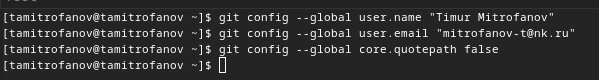 [tamitrofanov@tamitrofanov ~]$ git config --global user.name "Timur Mitrofanov"
[tamitrofanov@tamitrofanov ~]$ git config --global user.email "mitrofanov-t@nk.ru"
[tamitrofanov@tamitrofanov ~]$ git config --global core.quotepath false
[tamitrofanov@tamitrofanov ~]$